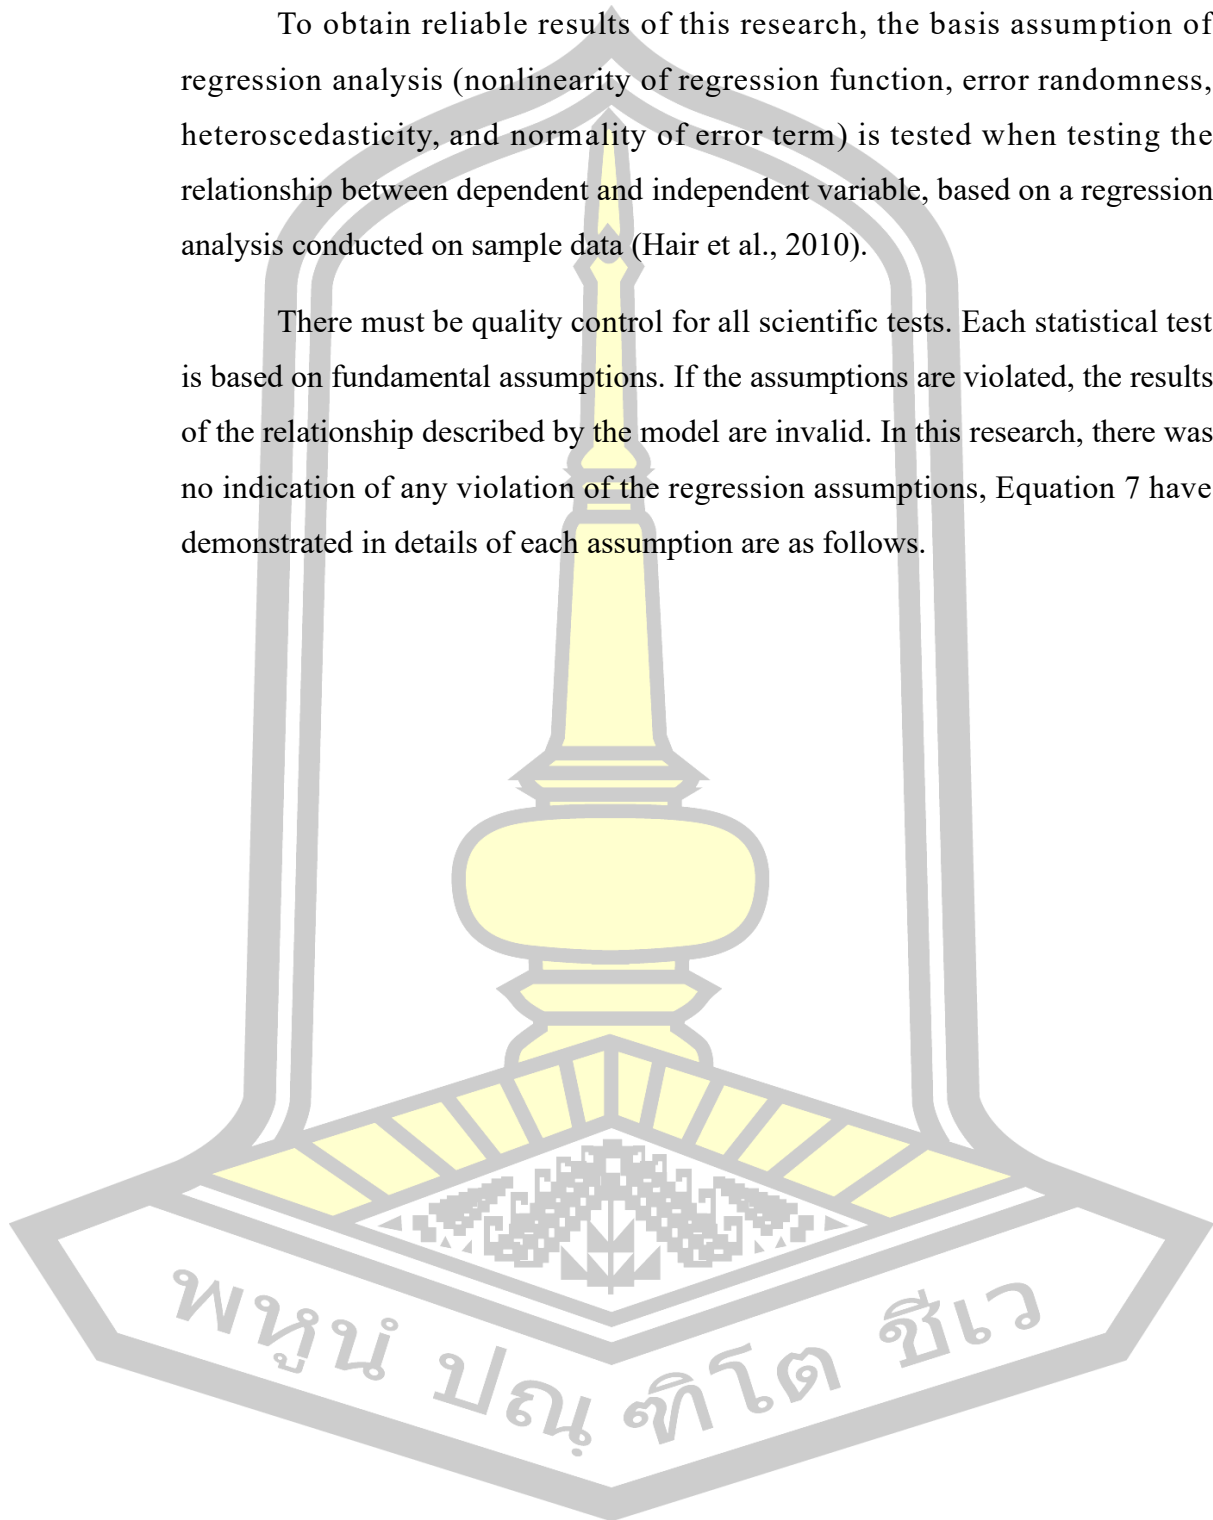 To obtain reliable results of this research, the basis assumption of
regression analysis (nonlinearity of regression function, error randomness,
heteroscedasticity, and normality of error term) is tested when testing the
relationship between dependent and independent variable, based on a regression
analysis conducted on sample data (Hair et al., 2010).
There must be quality control for all scientific tests. Each statistical test
is based on fundamental assumptions. If the assumptions are violated, the results
of the relationship described by the model are invalid. In this research, there was
no indication of any violation of the regression assumptions, Equation 7 have
demonstrated in details of each assumption are as follows.
พหูนํ ปณฺฑิโต ชีเว